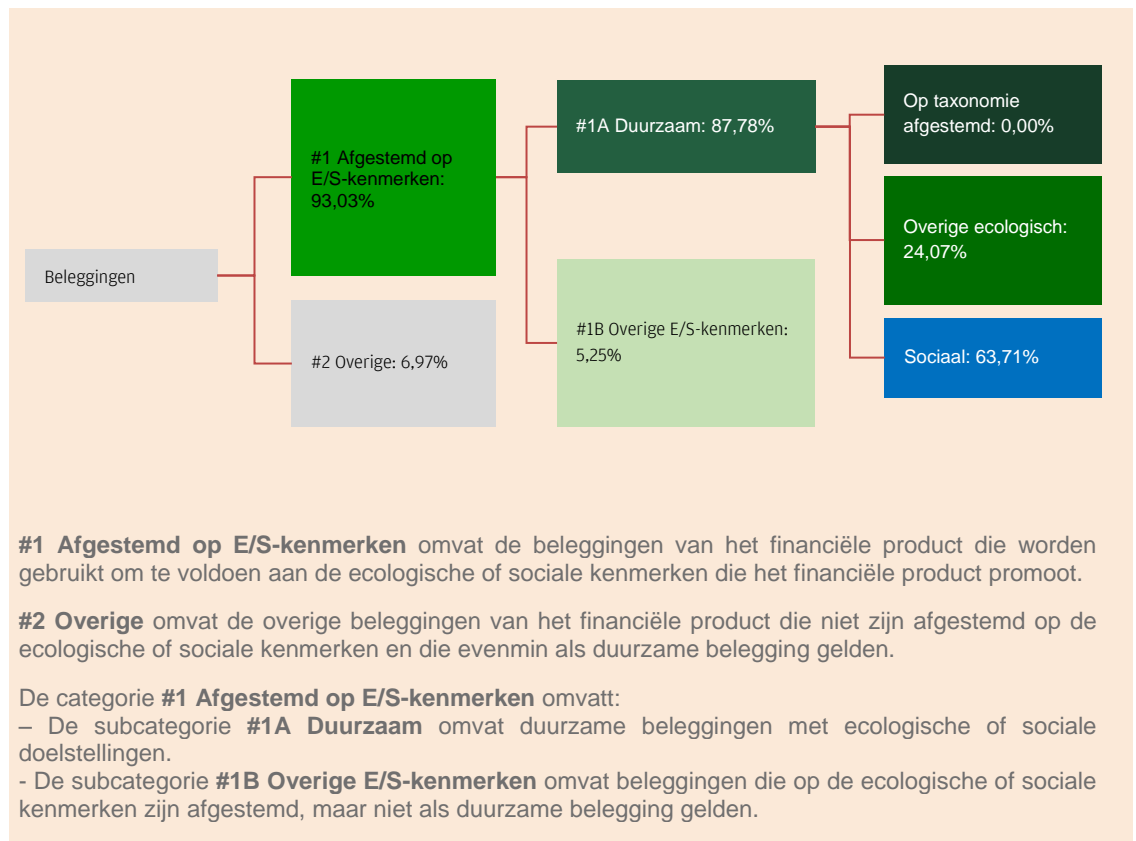 Beleggingen
#1 Afgestemd op
E/S-kenmerken:
93,03%
#2 Overige: 6,97%
#1A Duurzaam: 87,78%
#1B Overige E/S-kenmerken:
5,25%
Op taxonomie
afgestemd: 0,00%
Overige ecologisch:
24,07%
Sociaal: 63,71%
#1 Afgestemd op E/S-kenmerken omvat de beleggingen van het financiële product die worden
gebruikt om te voldoen aan de ecologische of sociale kenmerken die het financiële product promoot.
#2 Overige omvat de overige beleggingen van het financiële product die niet zijn afgestemd op de
ecologische of sociale kenmerken en die evenmin als duurzame belegging gelden.
De categorie #1 Afgestemd op E/S-kenmerken omvatt:
– De subcategorie #1A Duurzaam omvat duurzame beleggingen met ecologische of sociale
doelstellingen.
- De subcategorie #1B Overige E/S-kenmerken omvat beleggingen die op de ecologische of sociale
kenmerken zijn afgestemd, maar niet als duurzame belegging gelden.